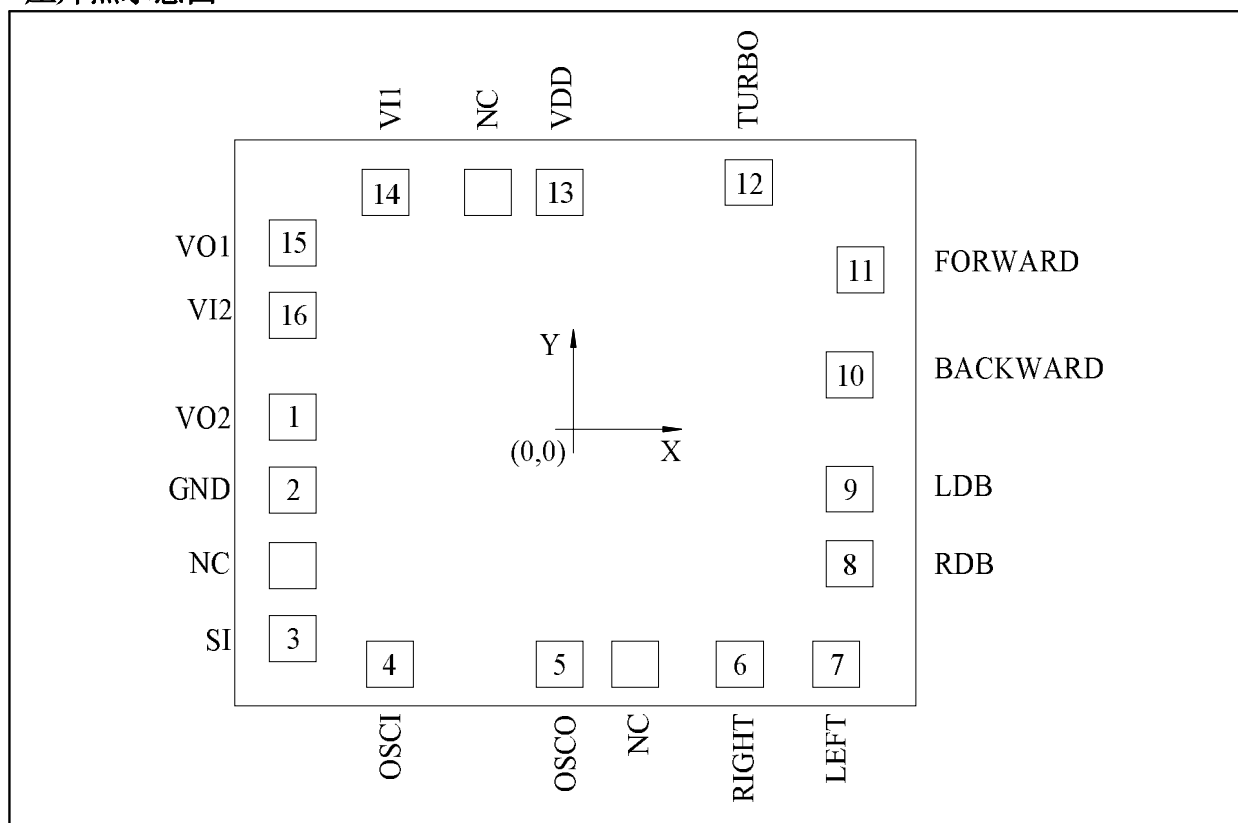 VI1
NC
VDD
TURBO
14
13
12
VO1
15
11
FORWARD
VI2
16
Y
10
BACKWARD
VO2
1
(0,0)
X
GND
2
9
LDB
NC
8
RDB
SI
3
4
5
6
7
OSCI
OSCO
NC
RIGHT
LEFT